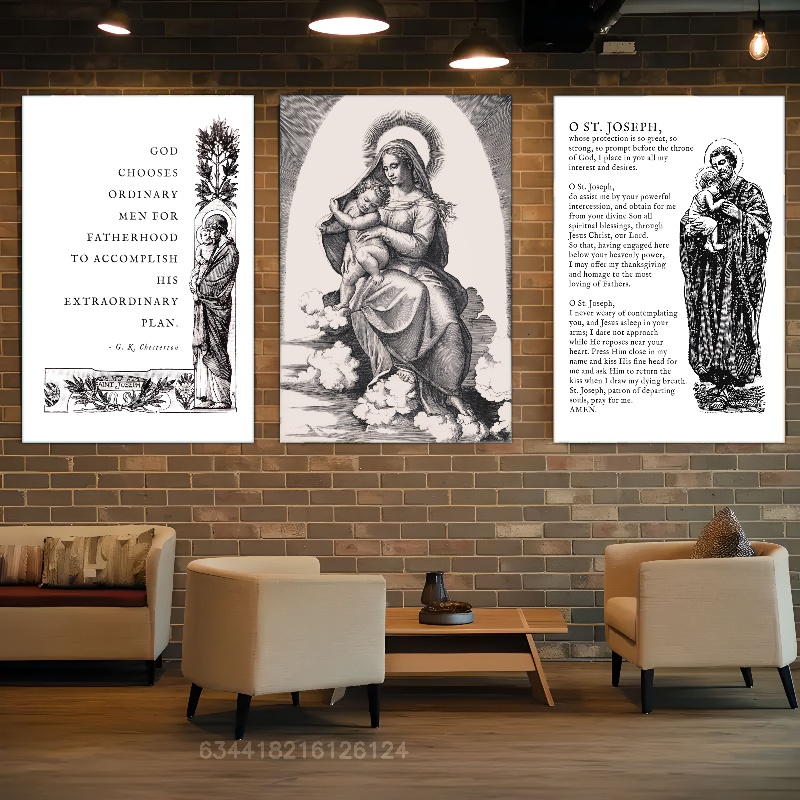 GOD
CHOOSES
ORDINARY
MEN FOR
FATHERHOOD
TO ACCOMPLISH
HIS
EXTRAORDINARY
PLAN.
- G. K. Chesterton
SAINT JOSEPH
O ST. JOSEPH,
whose protection is so great, so
strong, so prompt before the throne
of God, I place in you all my
interest and desires.
O St. Joseph,
do assist me by your powerful
intercession, and obtain for me
from your divine Son all
spiritual blessings, through
Jesus Christ, our Lord.
So that, having engaged here
below your heavenly power,
I may offer my thanksgiving
and homage to the most
loving of Fathers.
O St. Joseph,
I never weary of contemplating
you, and Jesus asleep in your
arms; I dare not approach
while He reposes near your
heart. Press Him close in my
name and kiss His fine head for
me and ask Him to return the
kiss when I draw my dying breath.
St. Joseph, patron of departing
souls, pray for me.
AMEN.
634418216126124